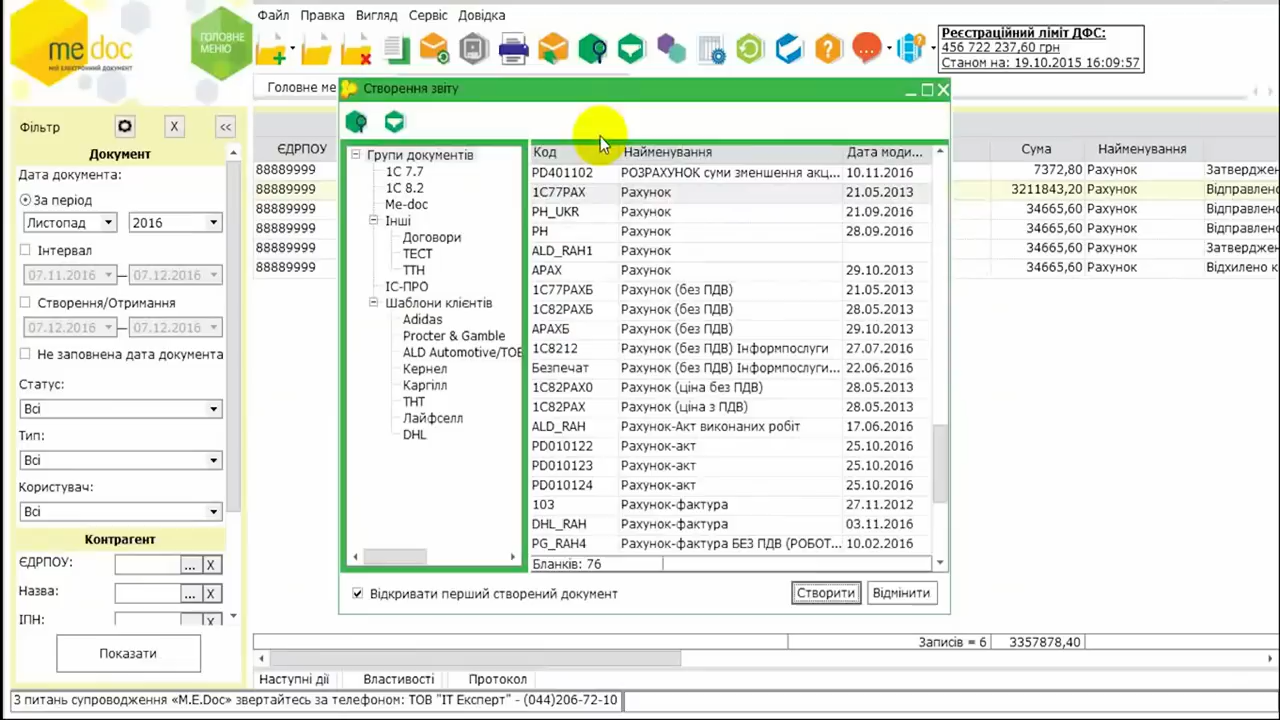 Файл Правка Вигляд Сервіс Довідка
me doc
МІЙ ЕЛЕКТРОННИЙ ДОКУМЕНТ
ГОЛОВНЕ МЕНЮ
Реєстраційний ліміт ДФС:
456 722 237,60 грн
Станом на: 19.10.2015 16:09:57
Головне ме
Створення звіту
Фільтр
X
<<
Документ
Дата документа:
За період
Листопад 2016
Інтервал
07.11.2016 — 07.12.2016
Створення/Отримання
07.12.2016 — 07.12.2016
Не заповнена дата документа
Статус:
Всі
Тип:
Всі
Користувач:
Всі
Контрагент
ЄДРПОУ: ... X
Назва: ... X
ІПН: X
Показати
ЄДРПОУ
88889999
88889999
88889999
88889999
88889999
88889999
Групи документів
1С 7.7
1С 8.2
Me-doc
Інші
Договори
ТЕСТ
ТТН
ІС-ПРО
Шаблони клієнтів
Adidas
Procter & Gamble
ALD Automotive/ТОВ
Кернел
Каргілл
ТНТ
Лайфселл
DHL
Код Найменування Дата моди...
PD401102 РОЗРАХУНОК суми зменшення акц... 10.11.2016
1С77РАХ Рахунок 21.05.2013
PH_UKR Рахунок 21.09.2016
РН Рахунок 28.09.2016
ALD_RAH1 Рахунок
АРАХ Рахунок 29.10.2013
1С77РАХБ Рахунок (без ПДВ) 21.05.2013
1С82РАХБ Рахунок (без ПДВ) 28.05.2013
АРАХБ Рахунок (без ПДВ) 29.10.2013
1С8212 Рахунок (без ПДВ) Інформпослуги 27.07.2016
Безпечат Рахунок (без ПДВ) Інформпослуги... 22.06.2016
1С82РАХ0 Рахунок (ціна без ПДВ) 28.05.2013
1С82РАХ Рахунок (ціна з ПДВ) 28.05.2013
ALD_RAH Рахунок-Акт виконаних робіт 17.06.2016
PD010122 Рахунок-акт 25.10.2016
PD010123 Рахунок-акт 25.10.2016
PD010124 Рахунок-акт 25.10.2016
103 Рахунок-фактура 27.11.2012
DHL_RAH Рахунок-фактура 03.11.2016
PG_RAH4 Рахунок-фактура БЕЗ ПДВ (РОБОТ... 10.02.2016
Бланків: 76
Відкривати перший створений документ
Створити Відмінити
Сума Найменування
7372,80 Рахунок Затверджен
3211843,20 Рахунок Відправлено
34665,60 Рахунок Відправлено
34665,60 Рахунок Відправлено
34665,60 Рахунок Затверджен
34665,60 Рахунок Відхилено к
Записів = 6 3357878,40
Наступні дії Властивості Протокол
З питань супроводження «M.E.Doc» звертайтесь за телефоном: ТОВ "ІТ Експерт" - (044)206-72-10